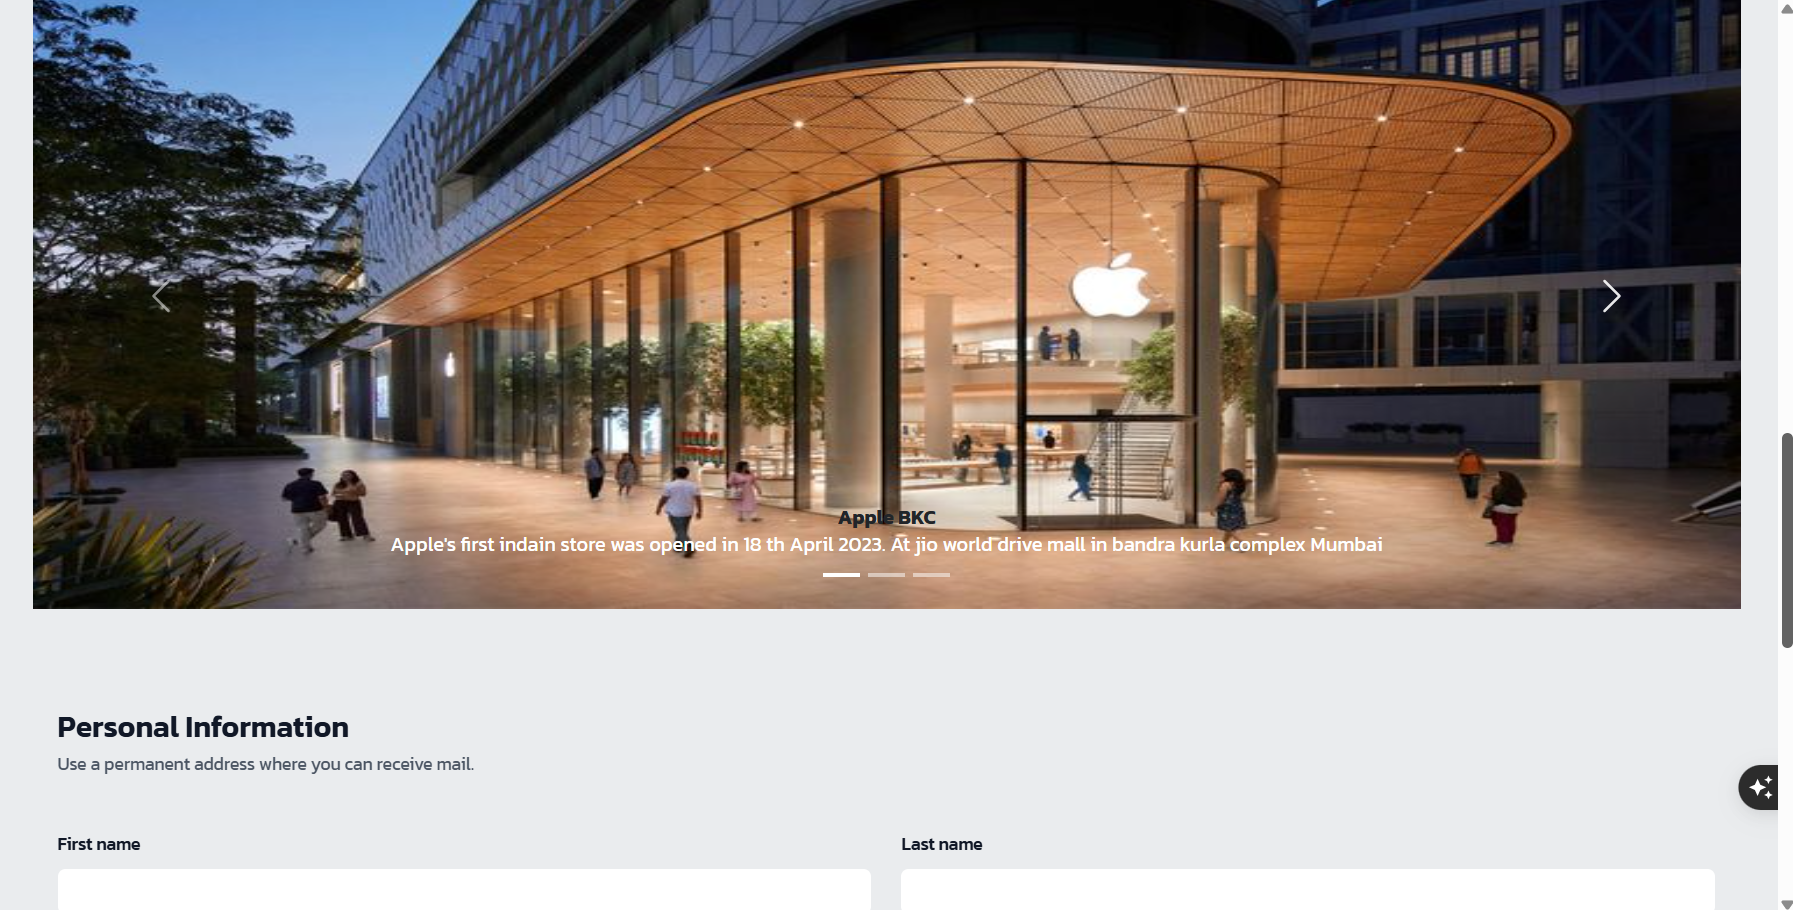 Apple BKC
Apple's first indain store was opened in 18 th April 2023. At jio world drive mall in bandra kurla complex Mumbai
Personal Information
Use a permanent address where you can receive mail.
First name
Last name